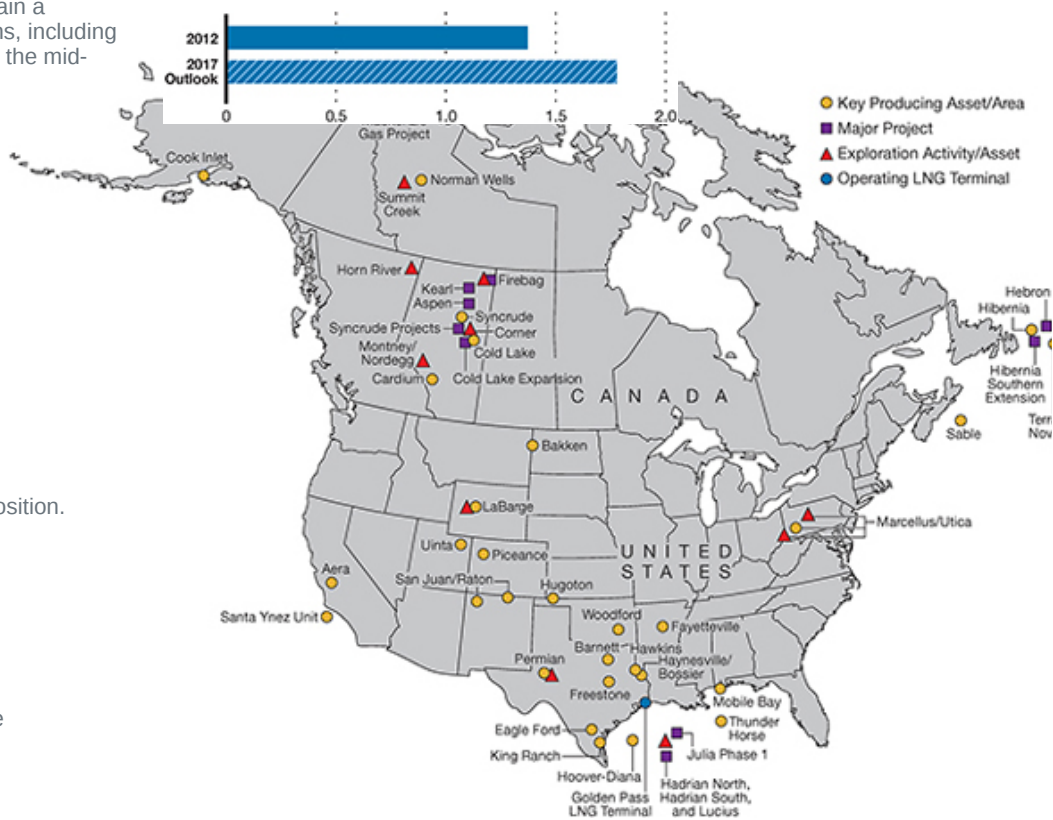 ain a
ns, including
the mid-
2012
2017
Outlook
0
0.5
1.0
1.5
2.0
Key Producing Asset/Area
Major Project
Exploration Activity/Asset
Operating LNG Terminal
Gas Project
Cook Inlet
Norman Wells
Summit
Creek
Horn River
Firebag
Kearl
Aspen
Syncrude
Syncrude Projects
Corner
Montney/
Nordegg
Cold Lake
Cardium
Cold Lake Expansion
CANADA
Hebron
Hibernia
Hibernia
Southern
Extension
Terr
Nov
Sable
Bakken
osition.
LaBarge
Marcellus/Utica
Uinta
Piceance
UNITED
STATES
Aera
San Juan/Raton
Hugoton
Santa Ynez Unit
Woodford
Fayetteville
Barnett
Hawkins
Haynesville/
Bossier
Permian
Freestone
Mobile Bay
e
Thunder
Horse
Eagle Ford
King Ranch
Julia Phase 1
Hoover-Diana
Hadrian North,
Hadrian South,
and Lucius
Golden Pass
LNG Terminal